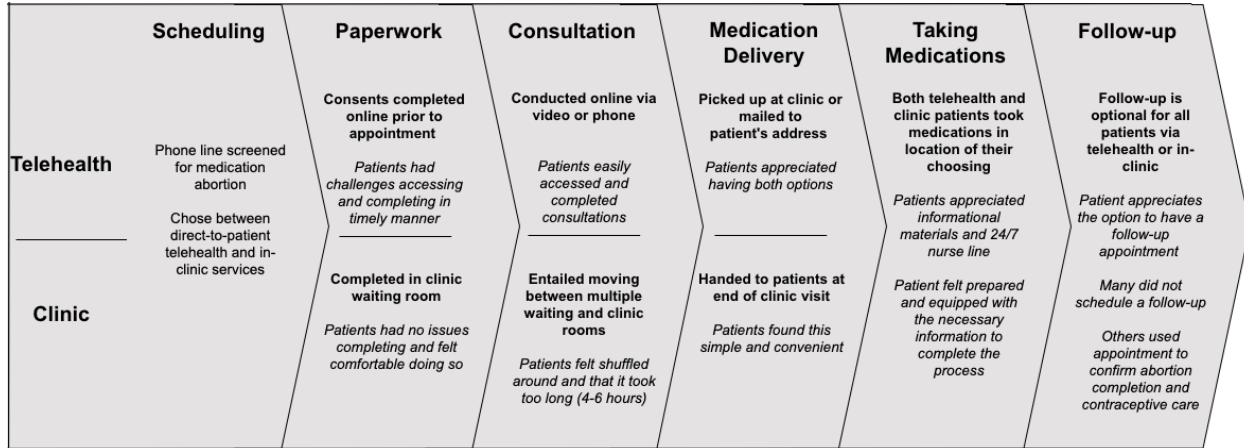 Scheduling
Phone line screened
for medication
abortion
Chose between
direct-to-patient
telehealth and in-
clinic services
Telehealth
Clinic
Paperwork
Consents completed
online prior to
appointment
Patients had
challenges accessing
and completing in
timely manner
Completed in clinic
waiting room
Patients had no issues
completing and felt
comfortable doing so
Consultation
Conducted online via
video or phone
Patients easily
accessed and
completed
consultations
Entailed moving
between multiple
waiting and clinic
rooms
Patients felt shuffled
around and that it took
too long (4-6 hours)
Medication
Delivery
Picked up at clinic or
mailed to
patient's address
Patients appreciated
having both options
Handed to patients at
end of clinic visit
Patients found this
simple and convenient
Taking
Medications
Both telehealth and
clinic patients took
medications in
location of their
choosing
Patients appreciated
informational
materials and 24/7
nurse line
Patient felt prepared
and equipped with
the necessary
information to
complete the
process
Follow-up
Follow-up is
optional for all
patients via
telehealth or in-
clinic
Patient appreciates
the option to have a
follow-up
appointment
Many did not
schedule a follow-up
Others used
appointment to
confirm abortion
completion and
contraceptive care